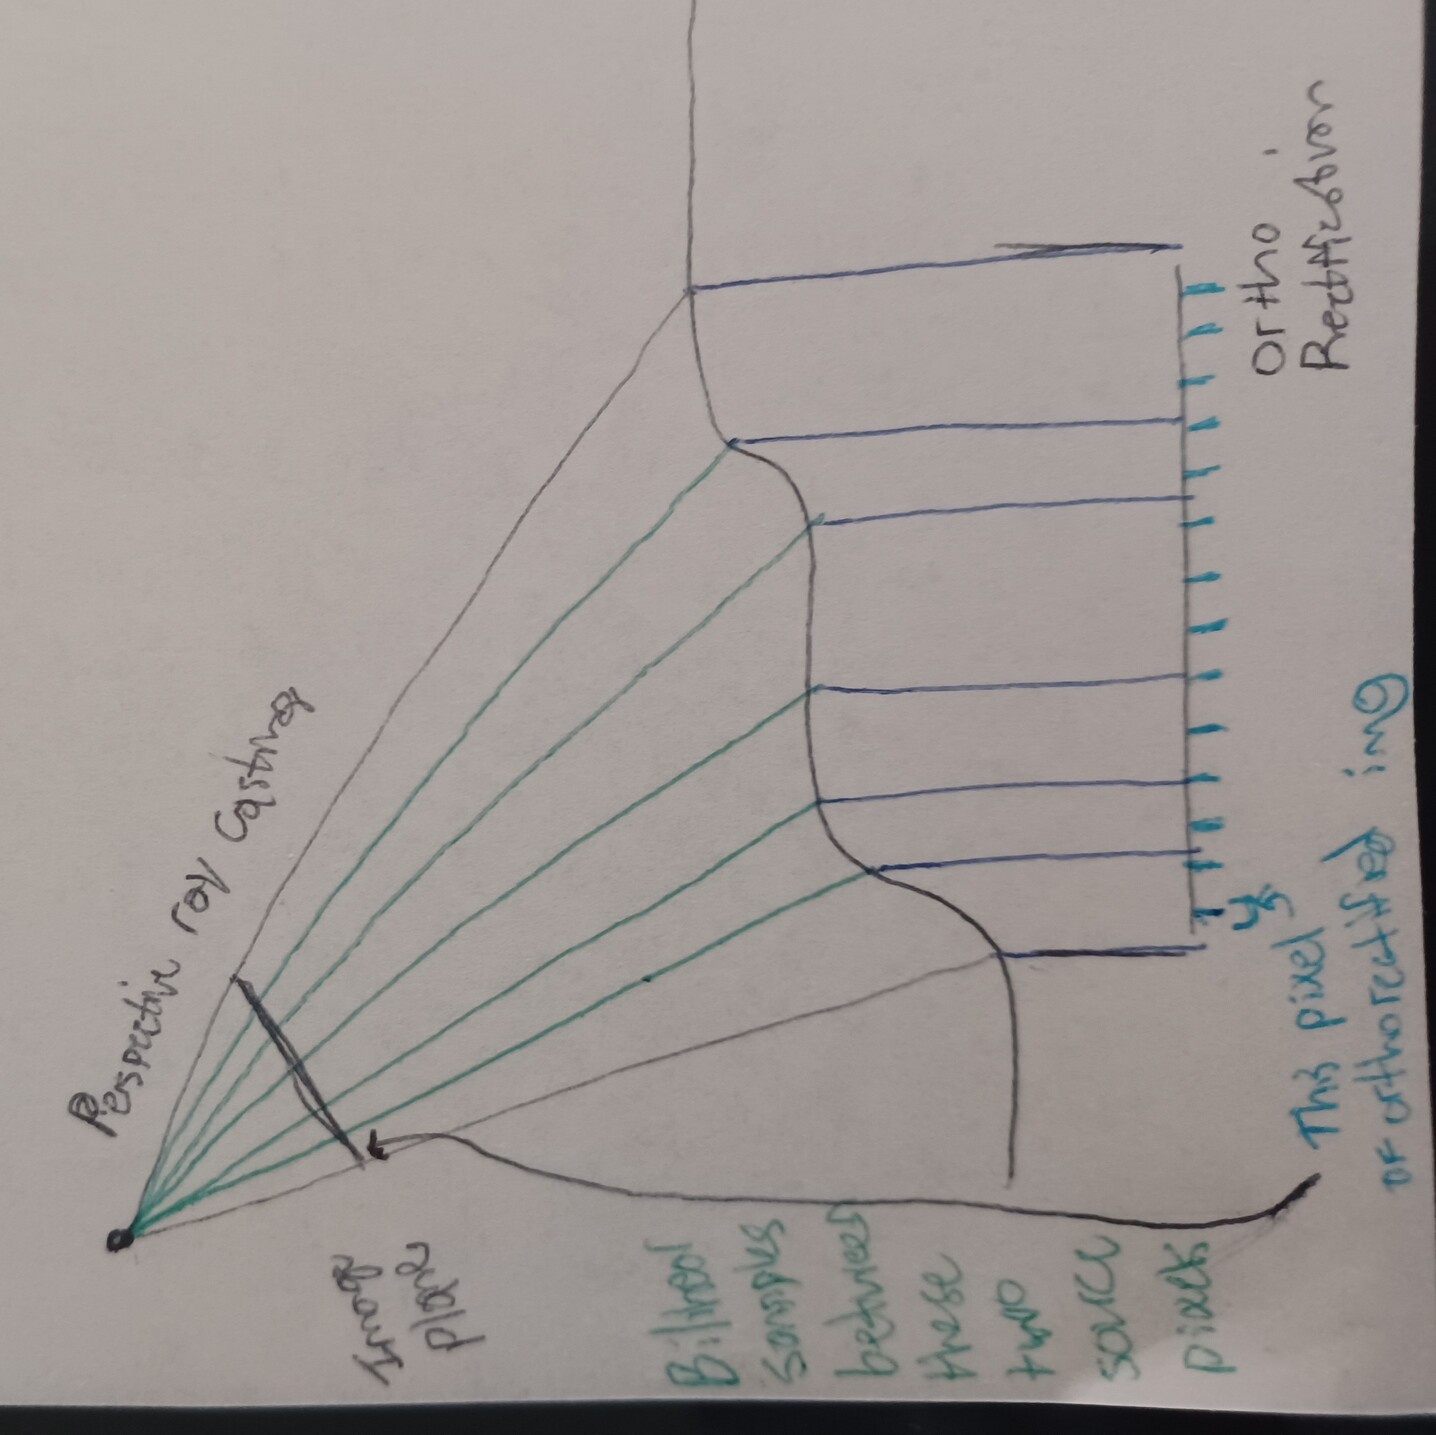 Perspective ray Casting
Image
plane
Bilinear
samples
between
these
two
source
pixels
This pixel
of orthorectified img
Ortho
Rectification